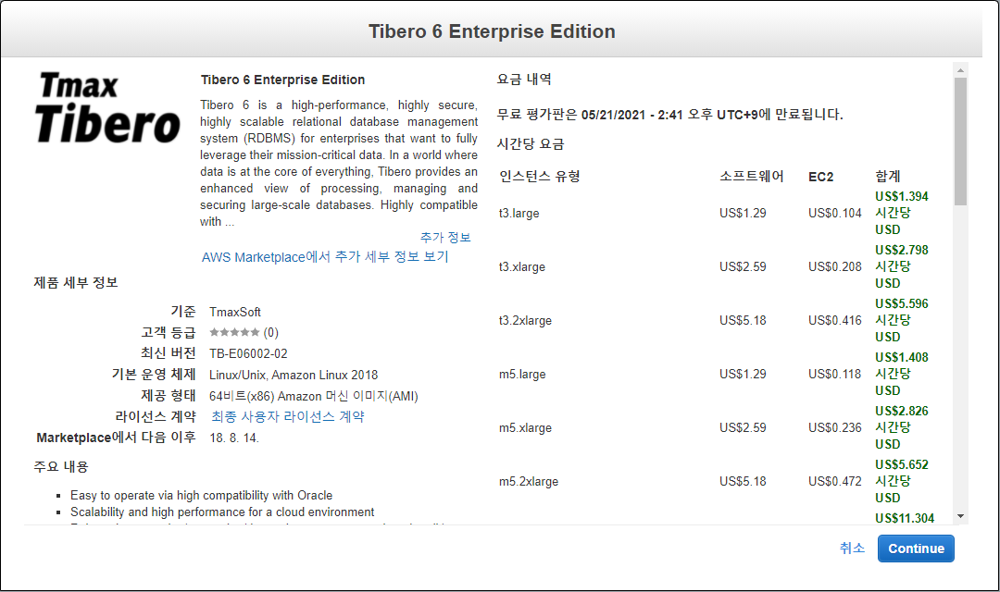 Tibero 6 Enterprise Edition
Tmax
Tibero
Tibero 6 Enterprise Edition
Tibero 6 is a high-performance, highly secure,
highly scalable relational database management
system (RDBMS) for enterprises that want to fully
leverage their mission-critical data. In a world where
data is at the core of everything, Tibero provides an
enhanced view of processing, managing and
securing large-scale databases. Highly compatible
with ...
추가 정보
AWS Marketplace에서 추가 세부 정보 보기
제품 세부 정보
기준 TmaxSoft
고객 등급 ★★★★★ (0)
최신 버전 TB-E06002-02
기본 운영 체제 Linux/Unix, Amazon Linux 2018
제공 형태 64비트(x86) Amazon 머신 이미지(AMI)
라이선스 계약 최종 사용자 라이선스 계약
Marketplace에서 다음 이후 18. 8. 14.
주요 내용
▪ Easy to operate via high compatibility with Oracle
▪ Scalability and high performance for a cloud environment
요금 내역
무료 평가판은 05/21/2021 - 2:41 오후 UTC+9에 만료됩니다.
시간당 요금
인스턴스 유형 소프트웨어 EC2 합계
t3.large US$1.29 US$0.104 US$1.394
시간당
USD
t3.xlarge US$2.59 US$0.208 US$2.798
시간당
USD
t3.2xlarge US$5.18 US$0.416 US$5.596
시간당
USD
m5.large US$1.29 US$0.118 US$1.408
시간당
USD
m5.xlarge US$2.59 US$0.236 US$2.826
시간당
USD
m5.2xlarge US$5.18 US$0.472 US$5.652
시간당
USD
US$11.304
취소 Continue